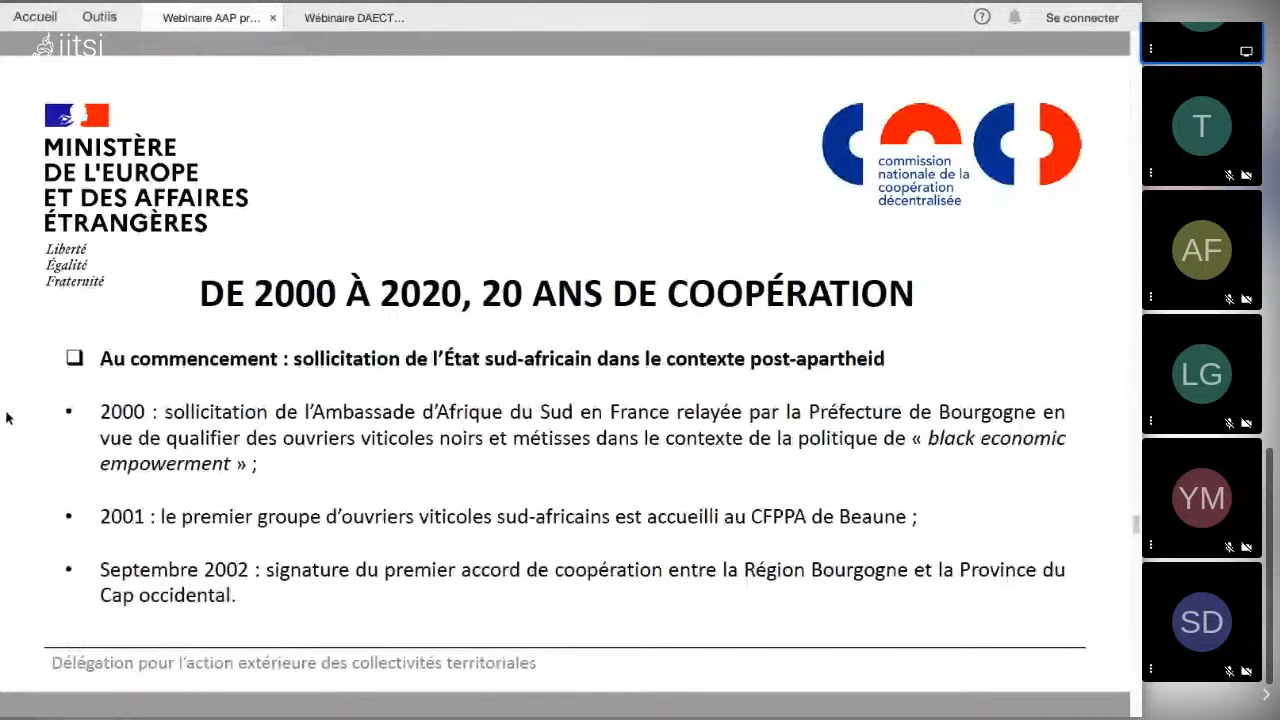 Accueil Outils Webinaire AAP pr... × Wébinaire DAECT... ? Se connecter
jitsi
MINISTÈRE
DE L'EUROPE
ET DES AFFAIRES
ÉTRANGÈRES
Liberté
Égalité
Fraternité
commission
nationale de la
coopération
décentralisée
DE 2000 À 2020, 20 ANS DE COOPÉRATION
Au commencement : sollicitation de l'État sud-africain dans le contexte post-apartheid
• 2000 : sollicitation de l'Ambassade d'Afrique du Sud en France relayée par la Préfecture de Bourgogne en
vue de qualifier des ouvriers viticoles noirs et métisses dans le contexte de la politique de « black economic
empowerment » ;
• 2001 : le premier groupe d'ouvriers viticoles sud-africains est accueilli au CFPPA de Beaune ;
• Septembre 2002 : signature du premier accord de coopération entre la Région Bourgogne et la Province du
Cap occidental.
Délégation pour l'action extérieure des collectivités territoriales
T
AF
LG
YM
SD